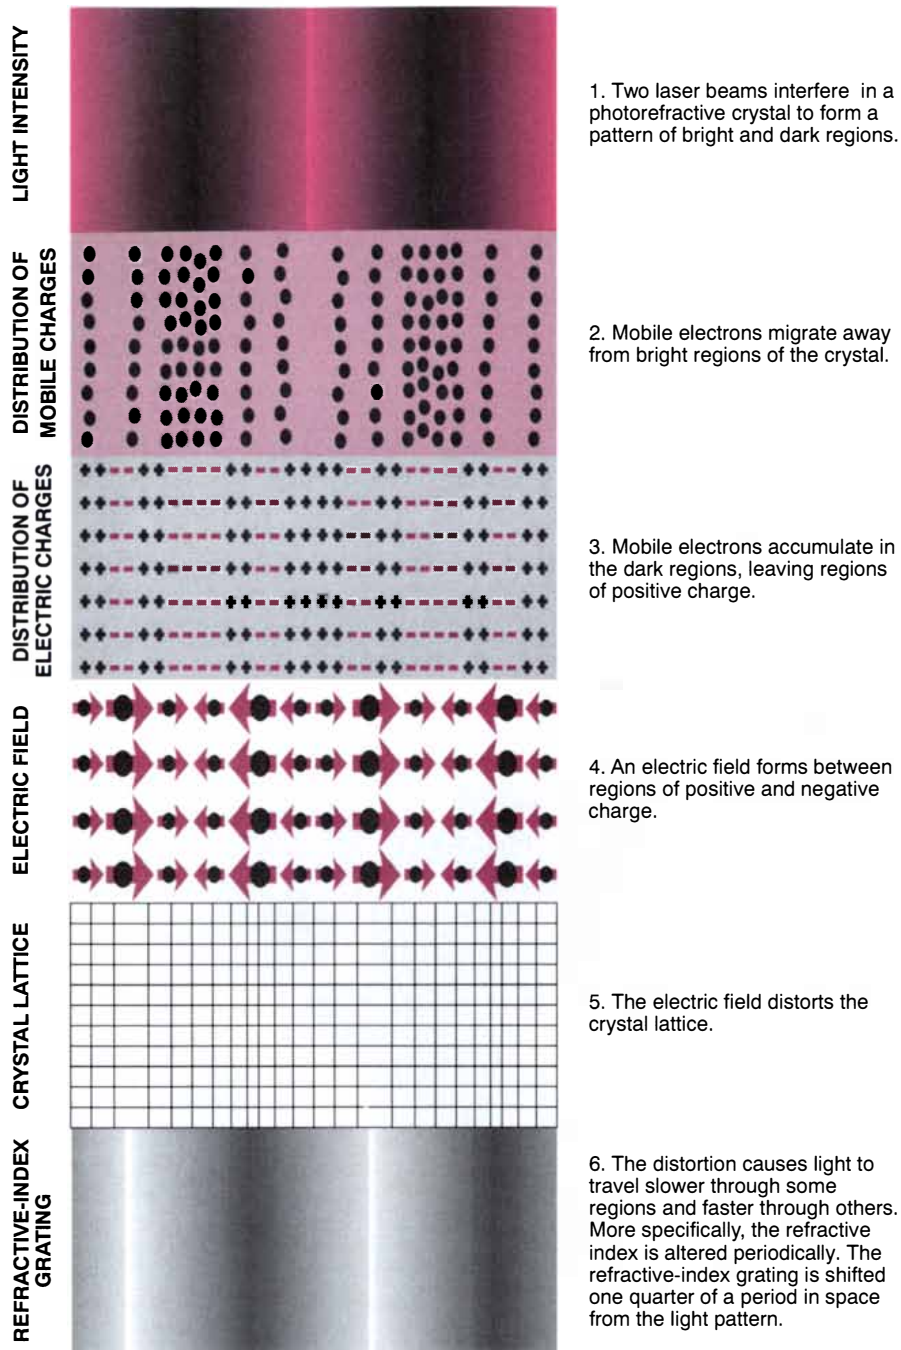 LIGHT INTENSITY
1. Two laser beams interfere in a
photorefractive crystal to form a
pattern of bright and dark regions.
DISTRIBUTION OF
MOBILE CHARGES
2. Mobile electrons migrate away
from bright regions of the crystal.
DISTRIBUTION OF
ELECTRIC CHARGES
3. Mobile electrons accumulate in
the dark regions, leaving regions
of positive charge.
ELECTRIC FIELD
4. An electric field forms between
regions of positive and negative
charge.
CRYSTAL LATTICE
5. The electric field distorts the
crystal lattice.
REFRACTIVE-INDEX
GRATING
6. The distortion causes light to
travel slower through some
regions and faster through others.
More specifically, the refractive
index is altered periodically. The
refractive-index grating is shifted
one quarter of a period in space
from the light pattern.